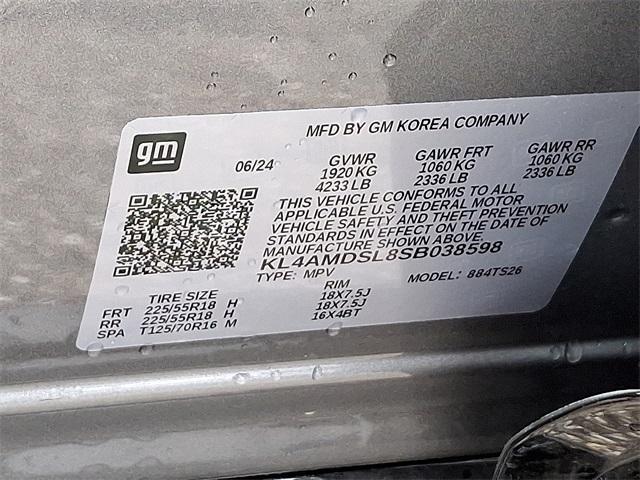 gm
MFD BY GM KOREA COMPANY
06/24 GVWR GAWR FRT GAWR RR
1920 KG 1060 KG 1060 KG
4233 LB 2336 LB 2336 LB
THIS VEHICLE CONFORMS TO ALL
APPLICABLE U.S. FEDERAL MOTOR
VEHICLE SAFETY AND THEFT PREVENTION
STANDARDS IN EFFECT ON THE DATE OF
MANUFACTURE SHOWN ABOVE
KL4AMDSL8SB038598
TYPE: MPV MODEL: 884TS26
TIRE SIZE RIM
FRT 225/55R18 H 18X7.5J
RR 225/55R18 H 18X7.5J
SPA T125/70R16 M 16X4BT